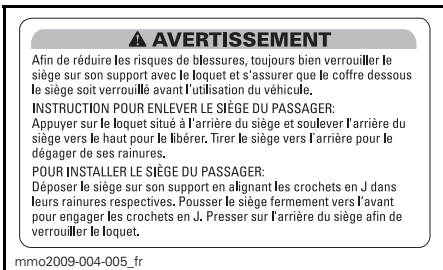 AVERTISSEMENT
Afin de réduire les risques de blessures, toujours bien verrouiller le
siège sur son support avec le loquet et s'assurer que le coffre dessous
le siège soit verrouillé avant l'utilisation du véhicule.
INSTRUCTION POUR ENLEVER LE SIÈGE DU PASSAGER:
Appuyer sur le loquet situé à l'arrière du siège et soulever l'arrière du
siège vers le haut pour le libérer. Tirer le siège vers l'arrière pour le
dégager de ses rainures.
POUR INSTALLER LE SIÈGE DU PASSAGER:
Déposer le siège sur son support en alignant les crochets en J dans
leurs rainures respectives. Pousser le siège fermement vers l'avant
pour engager les crochets en J. Presser sur l'arrière du siège afin de
verrouiller le loquet.
mmo2009-004-005_fr